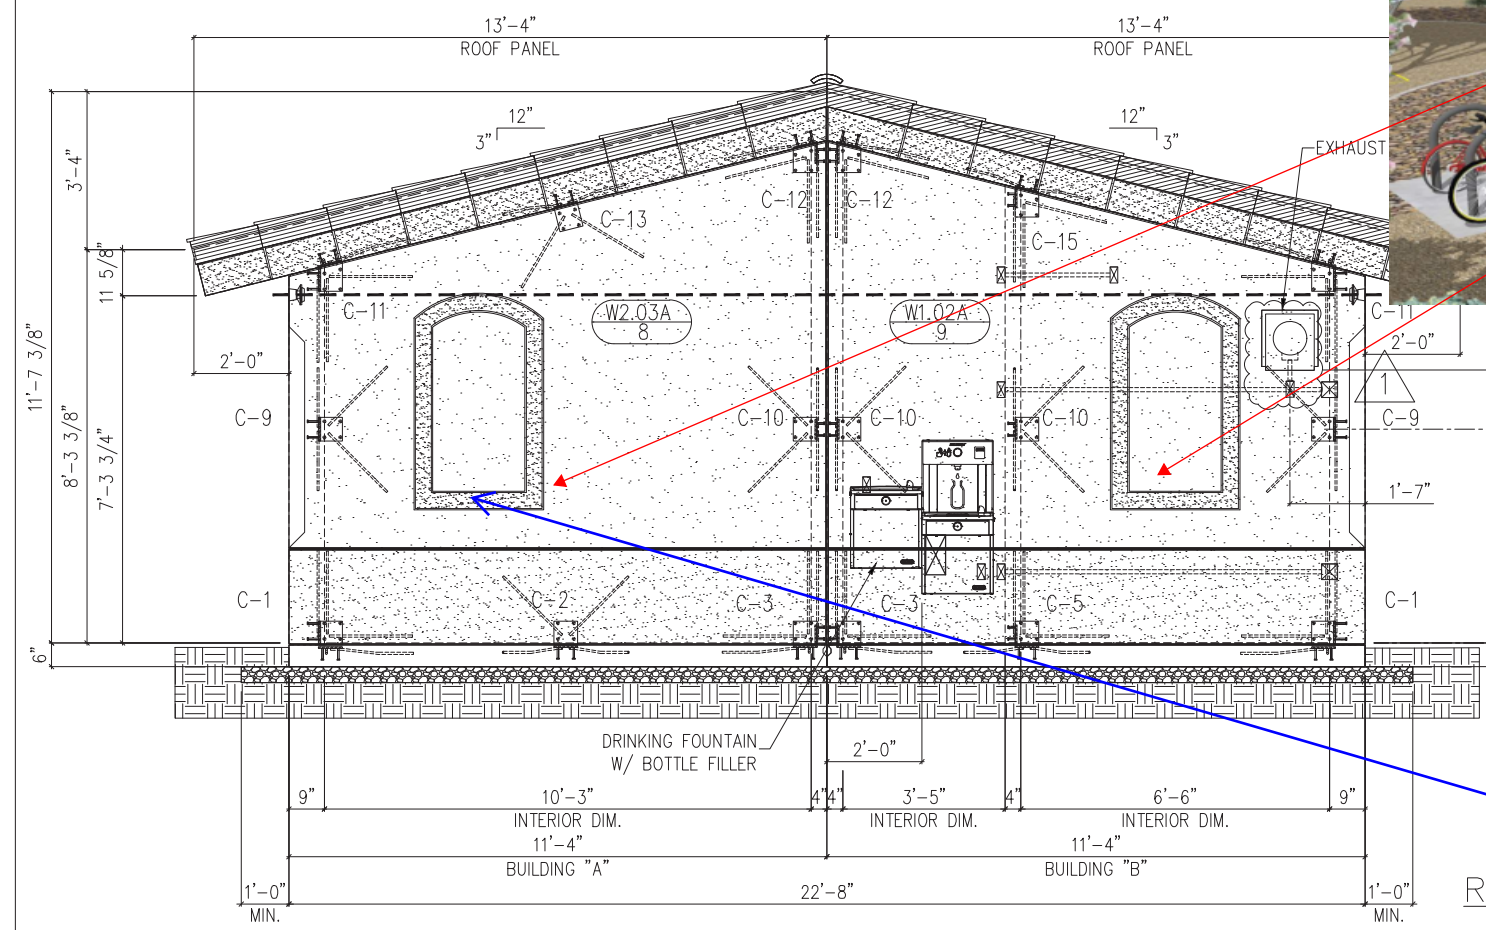 13'-4"
ROOF PANEL
13'-4"
ROOF PANEL
12"
3"
12"
3"
EXHAUST
3'-4"
C-12
C-12
C-13
C-15
11 5/8"
C-11
W2.03A
8
W1.02A
9
C-11
2'-0"
2'-0"
1
11'-7 3/8"
8'-3 3/8"
7'-3 3/4"
C-9
C-10
C-10
C-10
C-9
1'-7"
C-1
C-2
C-3
C-3
C-5
C-1
6"
DRINKING FOUNTAIN
W/ BOTTLE FILLER
2'-0"
9"
10'-3"
INTERIOR DIM.
4"
4"
3'-5"
INTERIOR DIM.
4"
6'-6"
INTERIOR DIM.
9"
11'-4"
BUILDING "A"
11'-4"
BUILDING "B"
1'-0"
MIN.
22'-8"
1'-0"
MIN.
R